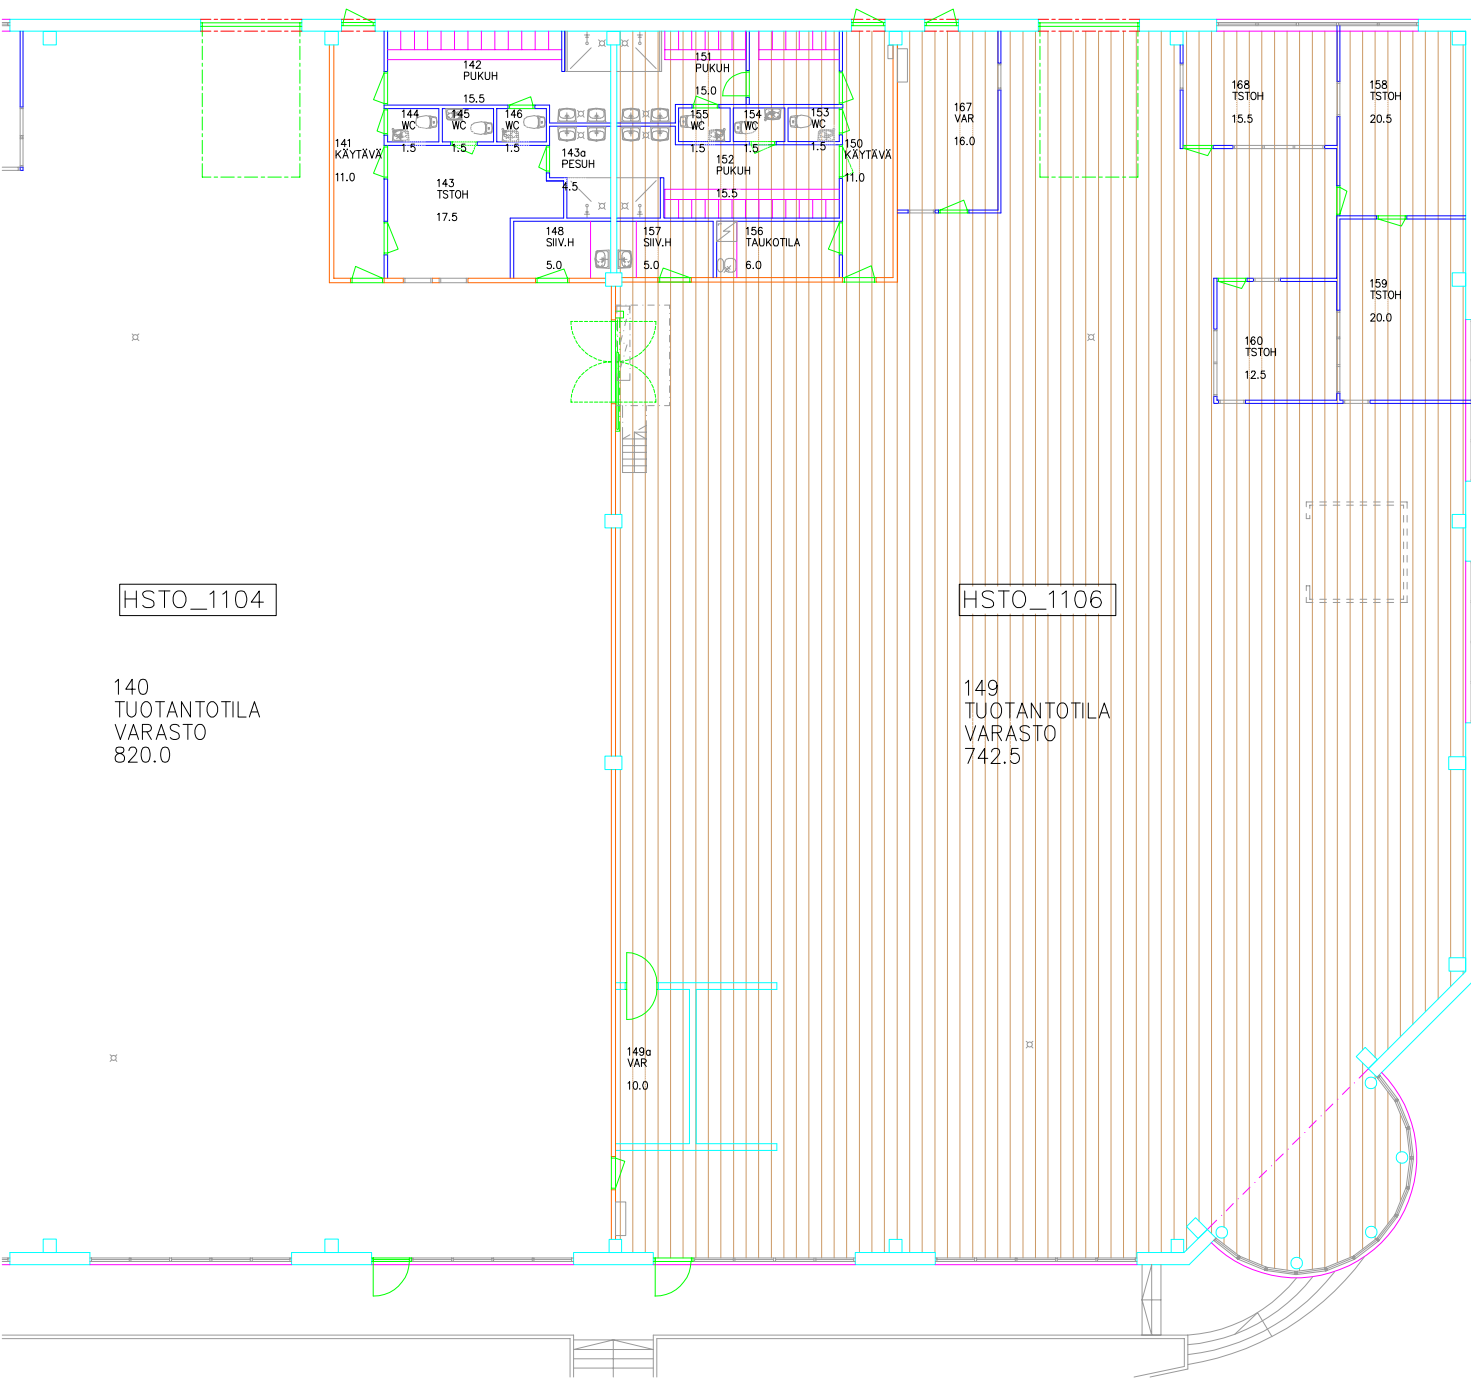 142
PUKUH
15.5
151
PUKUH
15.0
168
TSTOH
15.5
158
TSTOH
20.5
144
WC
1.5
145
WC
1.5
146
WC
1.5
155
WC
1.5
154
WC
1.5
153
WC
1.5
167
VAR
16.0
141
KÄYTÄVÄ
11.0
143a
PESUH
4.5
152
PUKUH
15.5
150
KÄYTÄVÄ
11.0
143
TSTOH
17.5
148
SIIV.H
5.0
157
SIIV.H
5.0
156
TAUKOTILA
6.0
159
TSTOH
20.0
160
TSTOH
12.5
HSTO_1104
HSTO_1106
140
TUOTANTOTILA
VARASTO
820.0
149
TUOTANTOTILA
VARASTO
742.5
149a
VAR
10.0